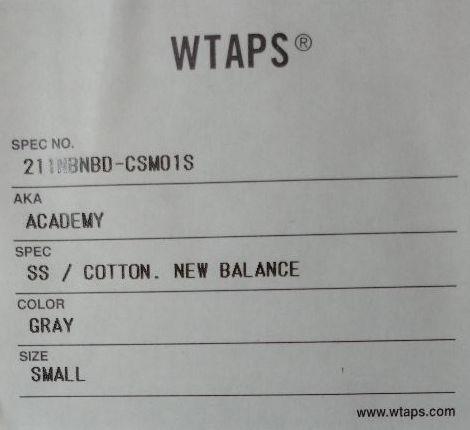 WTAPS®
SPEC NO.
211NBNBD-CSM01S
AKA
ACADEMY
SPEC
SS / COTTON. NEW BALANCE
COLOR
GRAY
SIZE
SMALL
www.wtaps.com